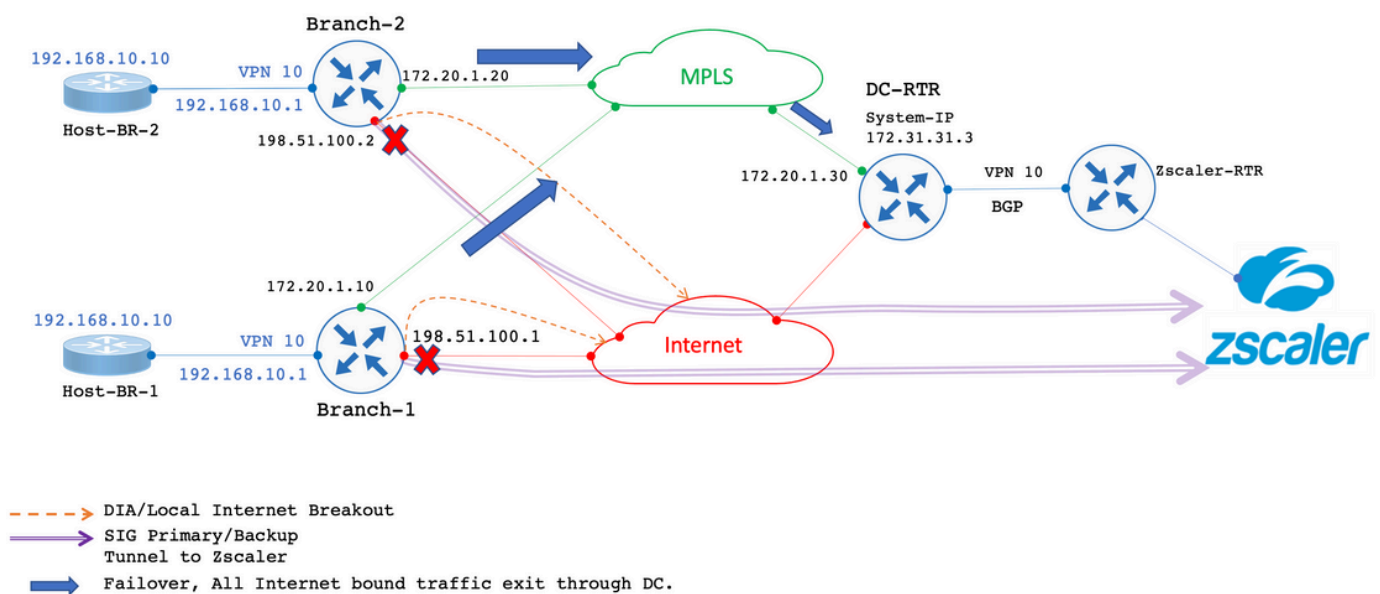 Branch-2
192.168.10.10
VPN 10
192.168.10.1
Host-BR-2
172.20.1.20
198.51.100.2
MPLS
DC-RTR
System-IP
172.31.31.3
172.20.1.30
VPN 10
BGP
Zscaler-RTR
172.20.1.10
192.168.10.10
VPN 10
192.168.10.1
Host-BR-1
198.51.100.1
Branch-1
Internet
zscaler
DIA/Local Internet Breakout
SIG Primary/Backup
Tunnel to Zscaler
Failover, All Internet bound traffic exit through DC.